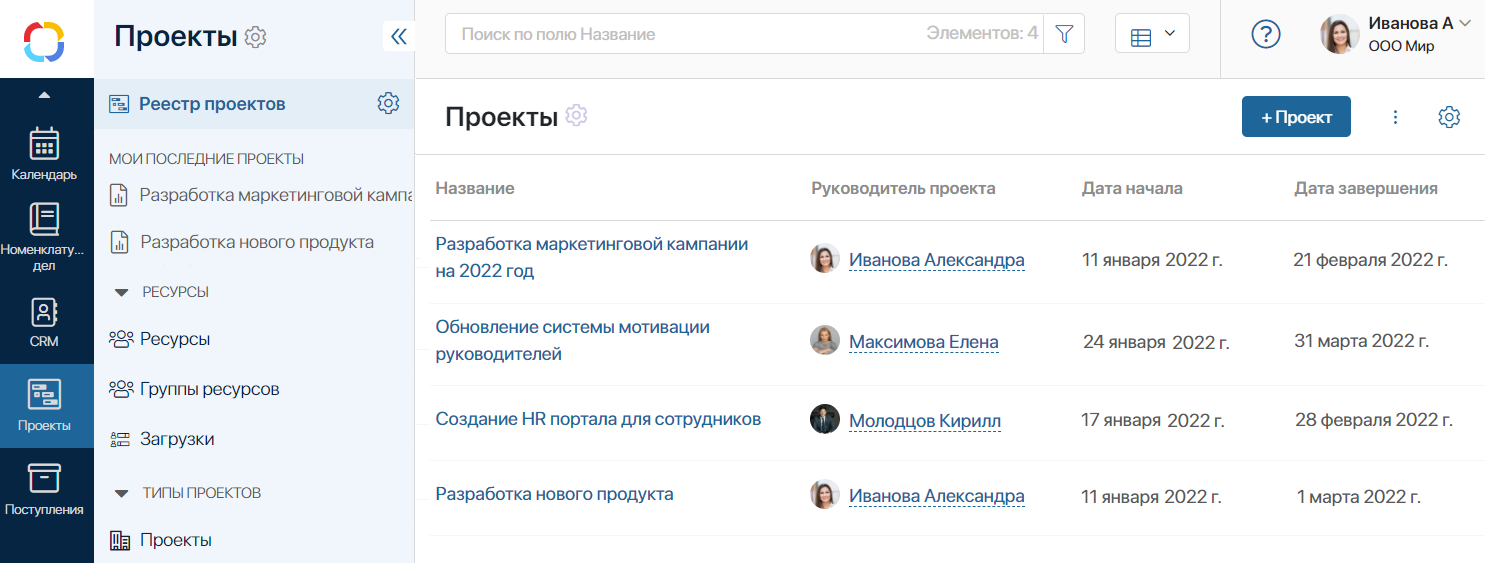 Проекты
Поиск по полю Название
Элементов: 4
Иванова А
ООО Мир
Календарь
Номенклату...
дел
CRM
Проекты
Поступления
Реестр проектов
МОИ ПОСЛЕДНИЕ ПРОЕКТЫ
Разработка маркетинговой кампа
Разработка нового продукта
РЕСУРСЫ
Ресурсы
Группы ресурсов
Загрузки
ТИПЫ ПРОЕКТОВ
Проекты
Проекты
+ Проект
Название Руководитель проекта Дата начала Дата завершения
Разработка маркетинговой кампании
на 2022 год
Иванова Александра 11 января 2022 г. 21 февраля 2022 г.
Обновление системы мотивации
руководителей
Максимова Елена 24 января 2022 г. 31 марта 2022 г.
Создание HR портала для сотрудников Молодцов Кирилл 17 января 2022 г. 28 февраля 2022 г.
Разработка нового продукта Иванова Александра 11 января 2022 г. 1 марта 2022 г.